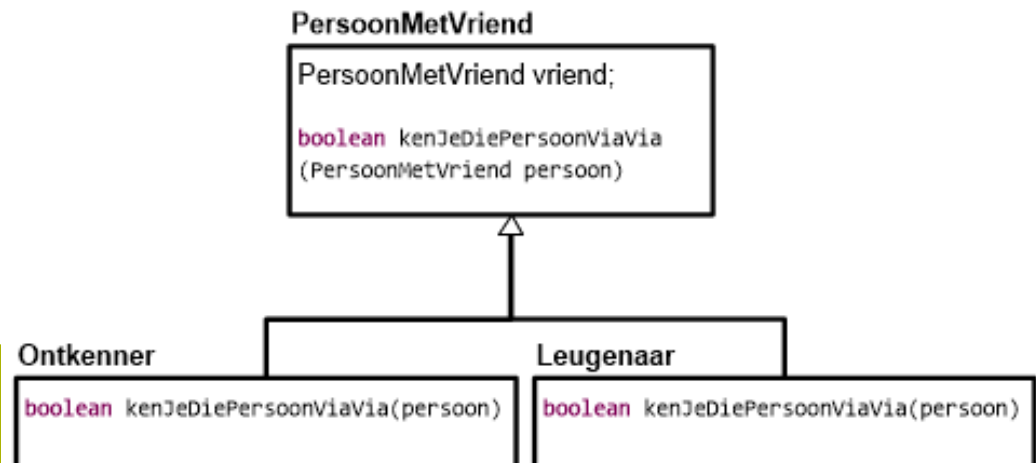 PersoonMetVriend
PersoonMetVriend vriend;
boolean kenJeDiePersoonViaVia
(PersoonMetVriend persoon)
Ontkenner
boolean kenJeDiePersoonViaVia(persoon)
Leugenaar
boolean kenJeDiePersoonViaVia(persoon)